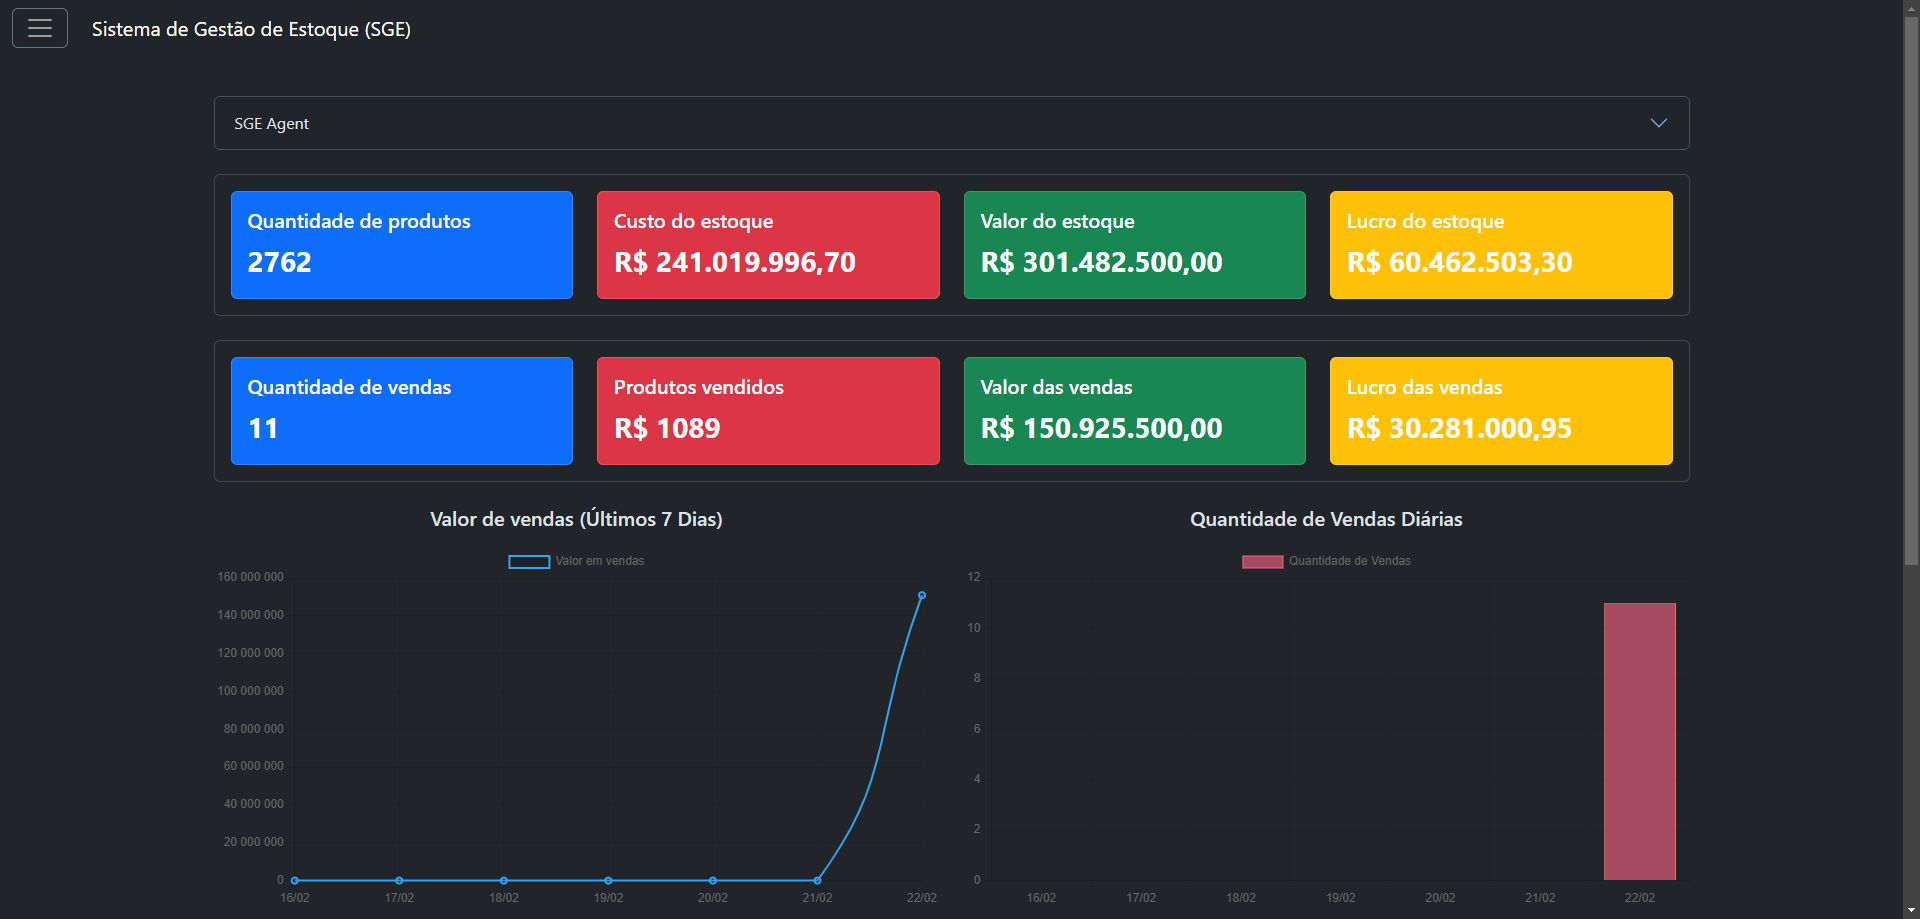 Sistema de Gestão de Estoque (SGE)
SGE Agent
Quantidade de produtos
2762
Custo do estoque
R$ 241.019.996,70
Valor do estoque
R$ 301.482.500,00
Lucro do estoque
R$ 60.462.503,30
Quantidade de vendas
11
Produtos vendidos
R$ 1089
Valor das vendas
R$ 150.925.500,00
Lucro das vendas
R$ 30.281.000,95
Valor de vendas (Últimos 7 Dias)
Valor em vendas
160 000 000
140 000 000
120 000 000
100 000 000
80 000 000
60 000 000
40 000 000
20 000 000
0
16/02 17/02 18/02 19/02 20/02 21/02 22/02
Quantidade de Vendas Diárias
Quantidade de Vendas
12
10
8
6
4
2
0
16/02 17/02 18/02 19/02 20/02 21/02 22/02